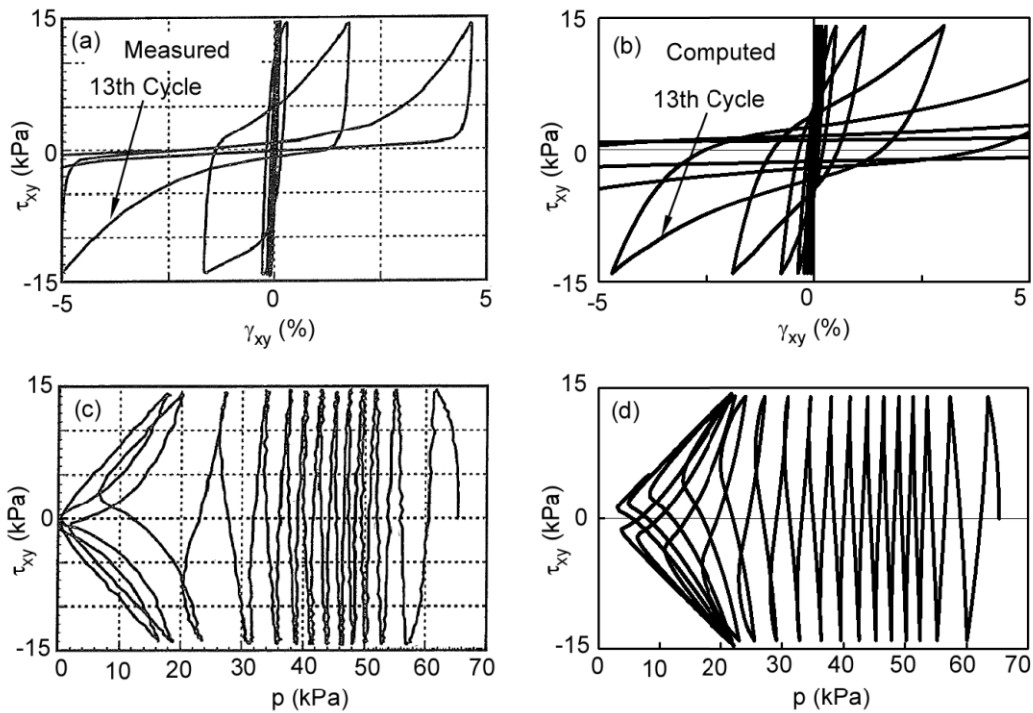 (a)
Measured
13th Cycle
15
0
-15
τxy (kPa)
-5
0
5
γxy (%)
(b)
Computed
13th Cycle
15
0
-15
τxy (kPa)
-5
0
5
γxy (%)
(c)
15
0
-15
τxy (kPa)
0 10 20 30 40 50 60 70
p (kPa)
(d)
15
0
-15
τxy (kPa)
0 10 20 30 40 50 60 70
p (kPa)